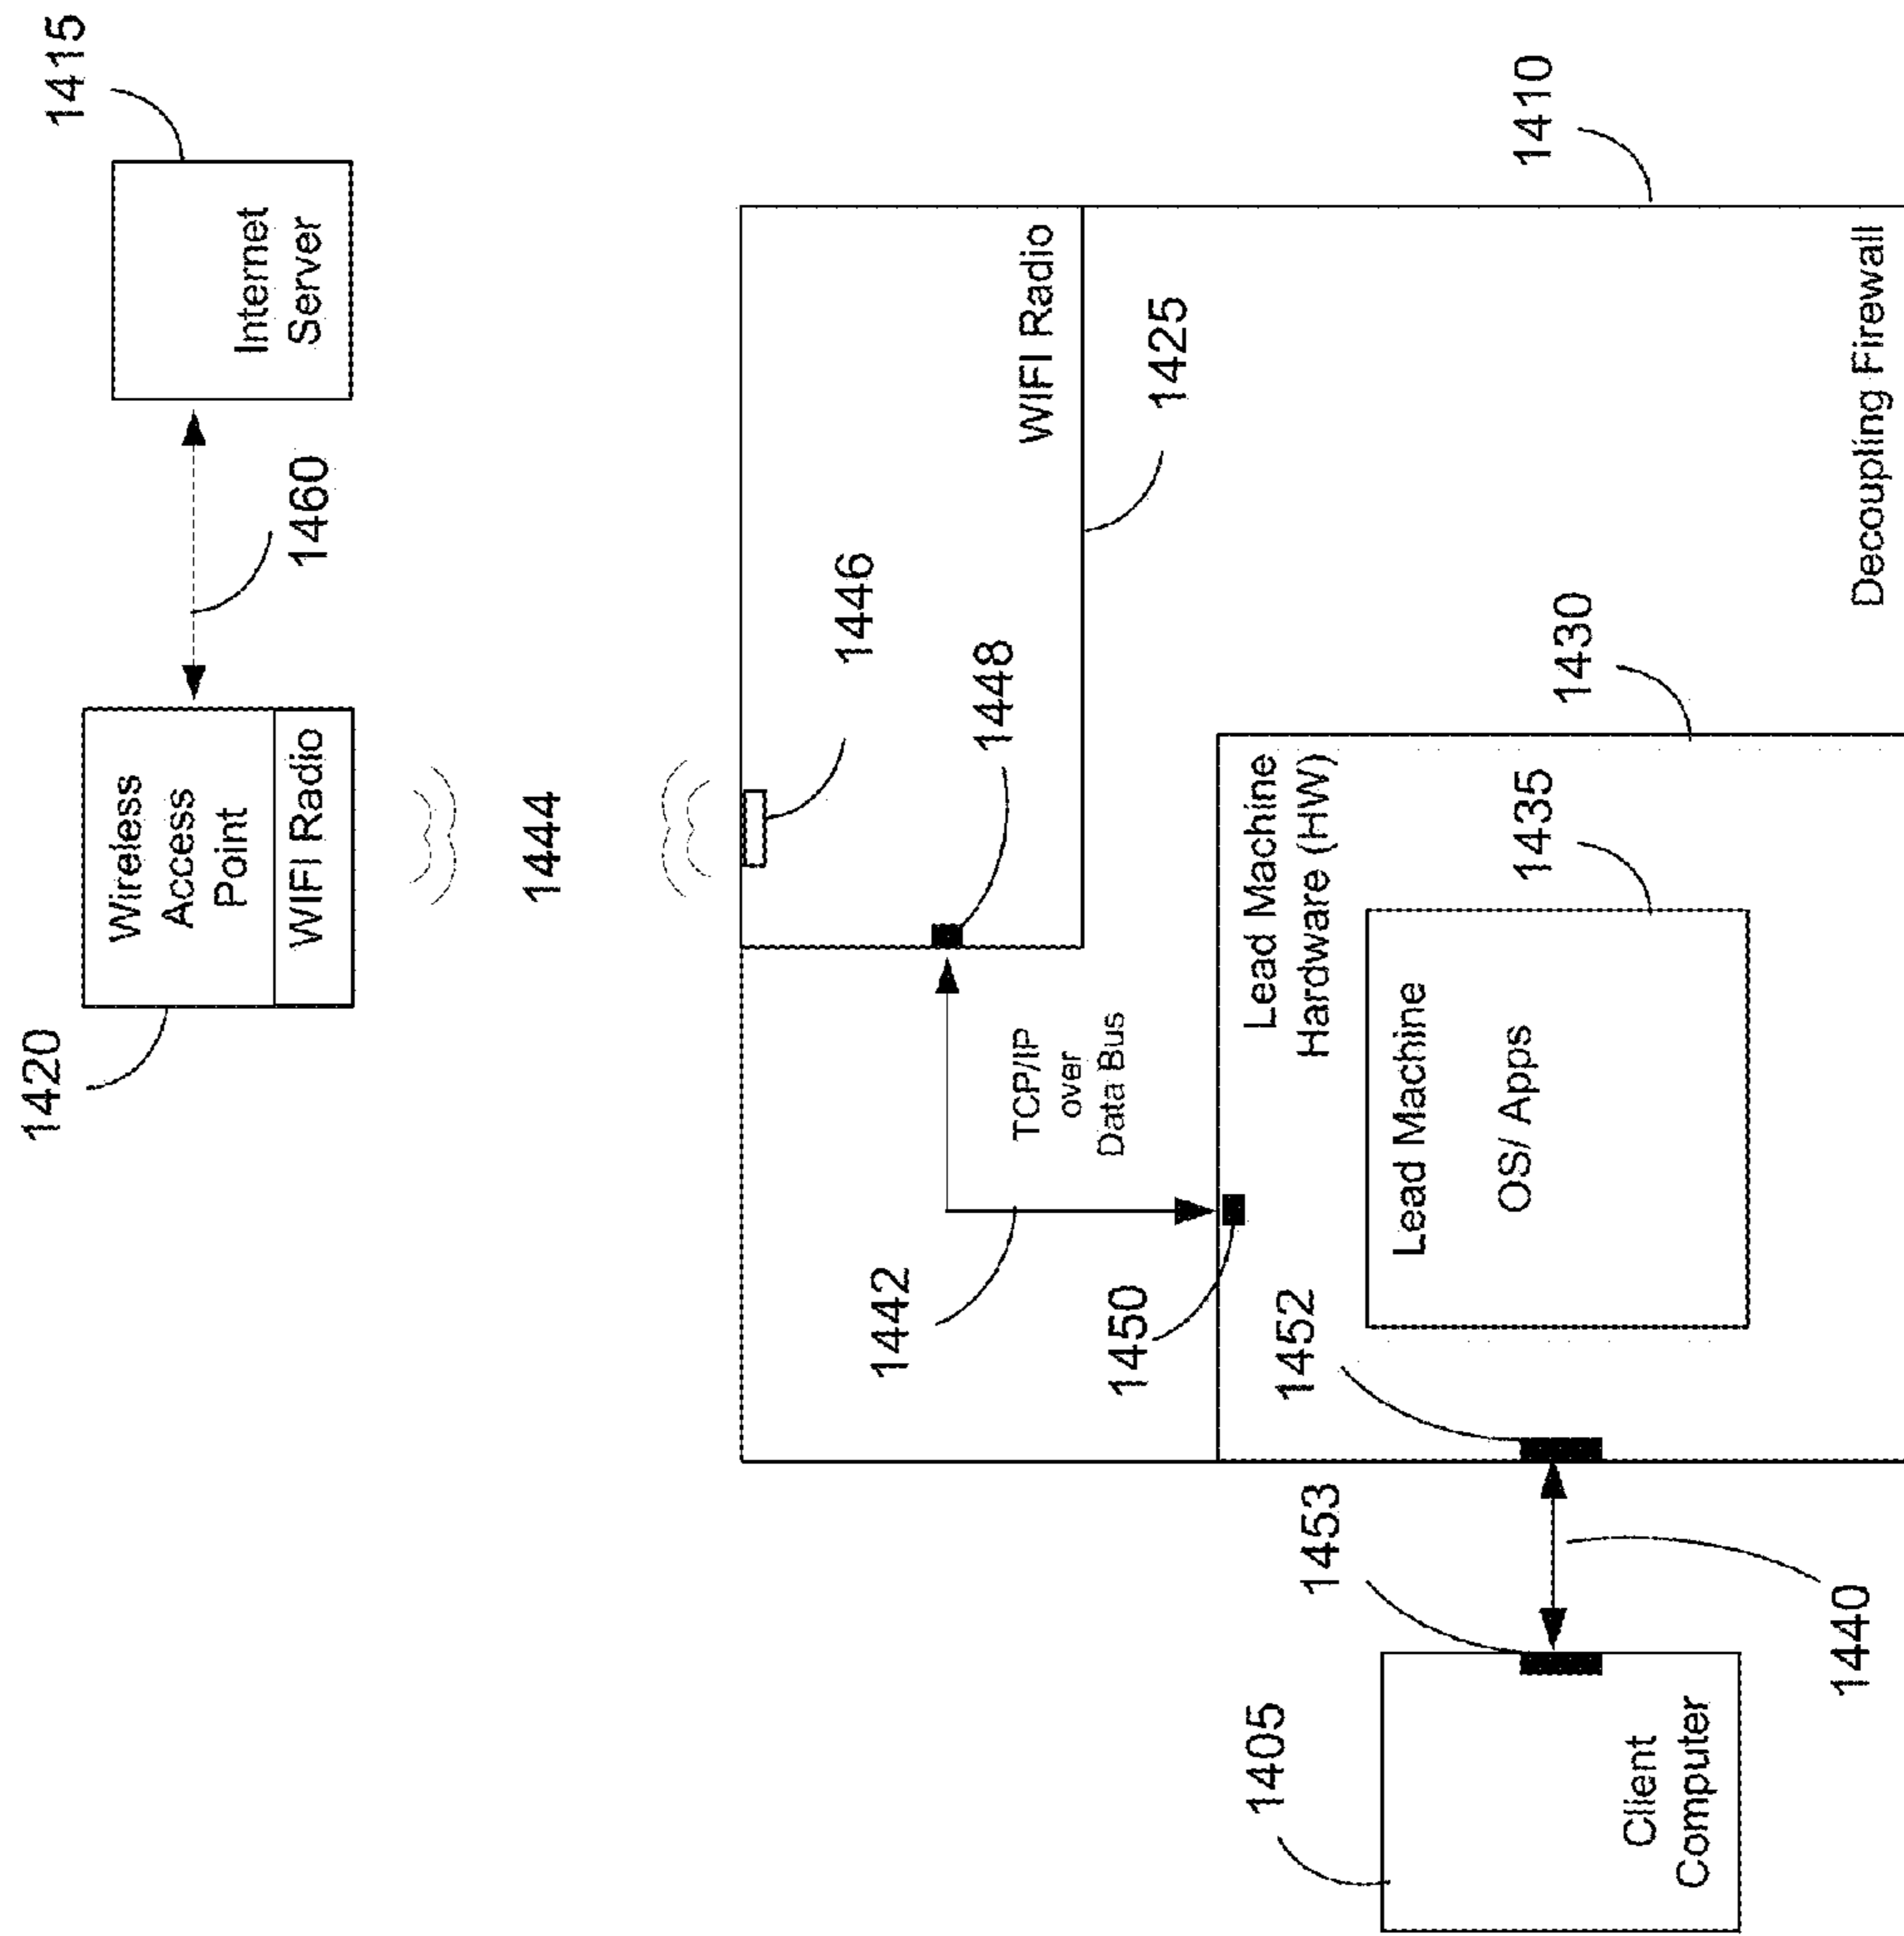 1420
Wireless
Access
Point
WIFI Radio
1460
Internet
Server
1415
1444
1446
1448
WIFI Radio
1425
1442
TCP/IP
over
Data Bus
1450
1452
Lead Machine
Hardware (HW)
Lead Machine
OS/ Apps
1435
1430
1410
Decoupling Firewall
1453
1405
Client
Computer
1440